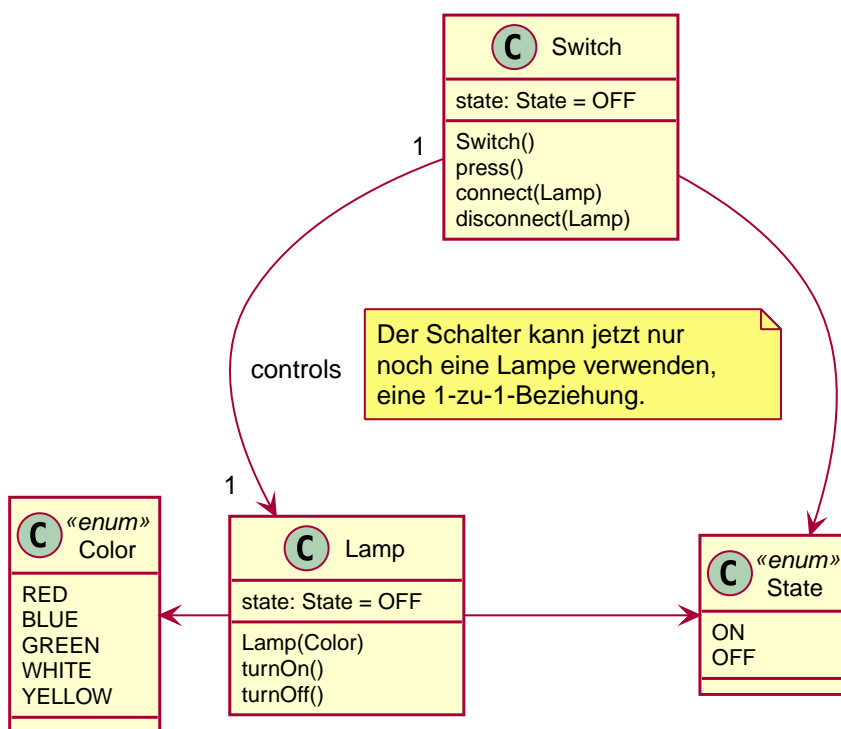 C Switch
state: State = OFF
Switch()
press()
connect(Lamp)
disconnect(Lamp)
1
Der Schalter kann jetzt nur
noch eine Lampe verwenden,
eine 1-zu-1-Beziehung.
controls
1
C «enum»
Color
RED
BLUE
GREEN
WHITE
YELLOW
C Lamp
state: State = OFF
Lamp(Color)
turnOn()
turnOff()
C «enum»
State
ON
OFF